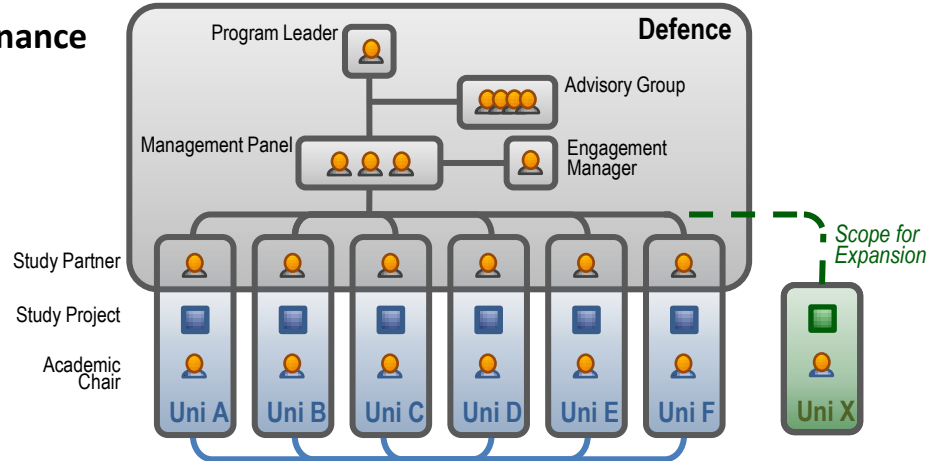 nance
Defence
Program Leader
Advisory Group
Management Panel
Engagement
Manager
Study Partner
Scope for
Expansion
Study Project
Academic
Chair
Uni A
Uni B
Uni C
Uni D
Uni E
Uni F
Uni X